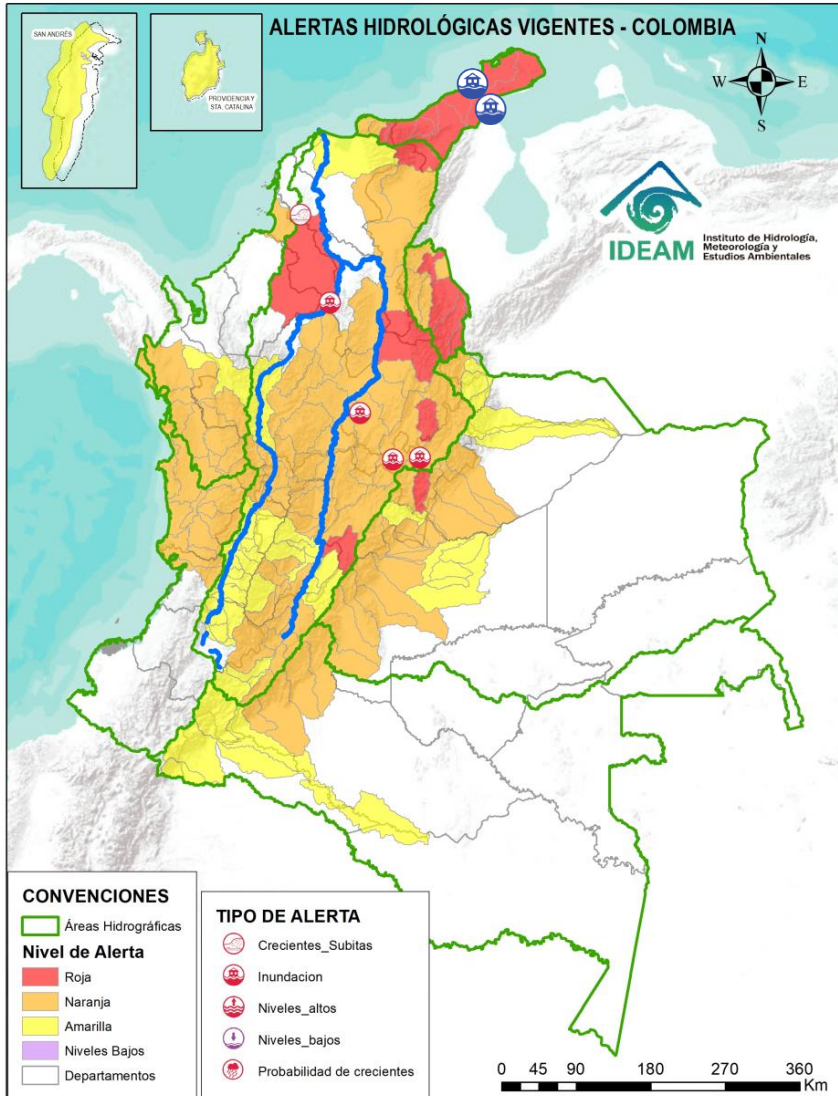 ALERTAS HIDROLÓGICAS VIGENTES - COLOMBIA
SAN ANDRÉS
PROVIDENCIA Y
STA. CATALINA
N
W
E
S
IDEAM
Instituto de Hidrología,
Meteorología y
Estudios Ambientales
CONVENCIONES
Áreas Hidrográficas
Nivel de Alerta
Roja
Naranja
Amarilla
Niveles Bajos
Departamentos
TIPO DE ALERTA
Crecientes_Subitas
Inundacion
Niveles_altos
Niveles_bajos
Probabilidad de crecientes
0 45 90 180 270 360
Km